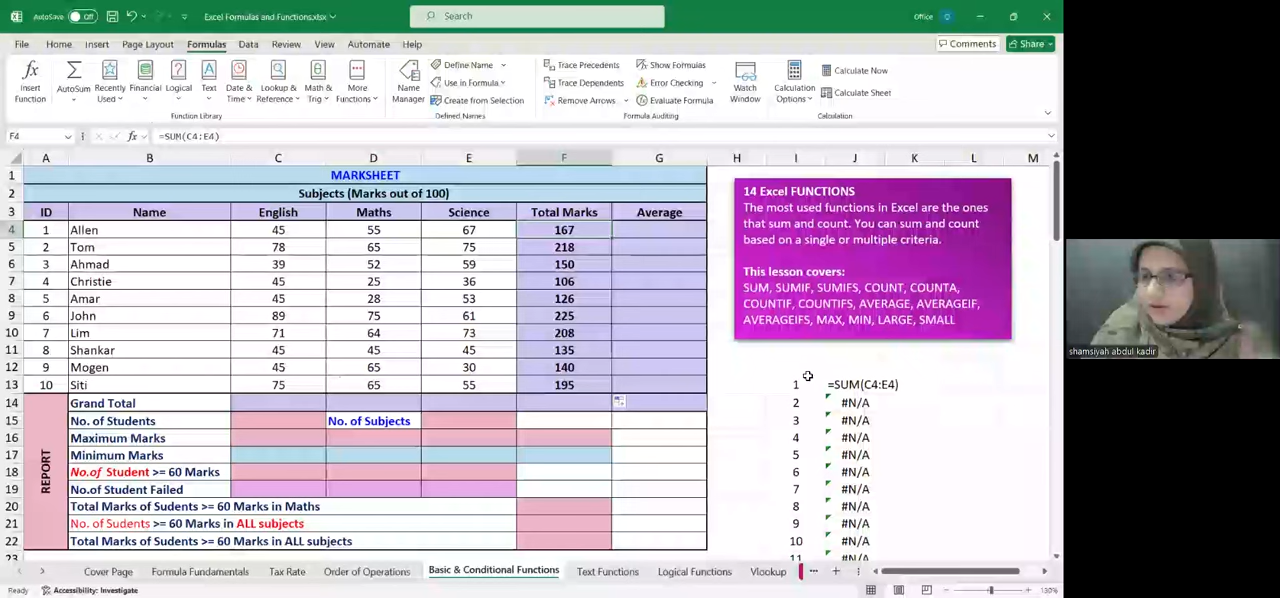 AutoSave Off Excel Formulas and Functions.xlsx Search Office
File Home Insert Page Layout Formulas Data Review View Automate Help Comments Share
Insert Function
AutoSum
Recently Used
Financial
Logical
Text
Date & Time
Lookup & Reference
Math & Trig
More Functions
Function Library
Name Manager
Define Name
Use in Formula
Create from Selection
Defined Names
Trace Precedents
Trace Dependents
Remove Arrows
Show Formulas
Error Checking
Evaluate Formula
Formula Auditing
Watch Window
Calculation Options
Calculate Now
Calculate Sheet
Calculation
F4 fx =SUM(C4:E4)
A B C D E F G H I J K L M
1 MARKSHEET
2 Subjects (Marks out of 100)
3 ID Name English Maths Science Total Marks Average
4 1 Allen 45 55 67 167
5 2 Tom 78 65 75 218
6 3 Ahmad 39 52 59 150
7 4 Christie 45 25 36 106
8 5 Amar 45 28 53 126
9 6 John 89 75 61 225
10 7 Lim 71 64 73 208
11 8 Shankar 45 45 45 135
12 9 Mogen 45 65 30 140
13 10 Siti 75 65 55 195
14 Grand Total
15 No. of Students No. of Subjects
16 Maximum Marks
17 Minimum Marks
18 No.of Student >= 60 Marks
19 No.of Student Failed
20 Total Marks of Sudents >= 60 Marks in Maths
21 No. of Sudents >= 60 Marks in ALL subjects
22 Total Marks of Sudents >= 60 Marks in ALL subjects
23
REPORT
14 Excel FUNCTIONS
The most used functions in Excel are the ones
that sum and count. You can sum and count
based on a single or multiple criteria.
This lesson covers:
SUM, SUMIF, SUMIFS, COUNT, COUNTA,
COUNTIF, COUNTIFS, AVERAGE, AVERAGEIF,
AVERAGEIFS, MAX, MIN, LARGE, SMALL
1 =SUM(C4:E4)
2 #N/A
3 #N/A
4 #N/A
5 #N/A
6 #N/A
7 #N/A
8 #N/A
9 #N/A
10 #N/A
11 #N/A
shamsiyah abdul kadir
Cover Page Formula Fundamentals Tax Rate Order of Operations Basic & Conditional Functions Text Functions Logical Functions Vlookup
Ready Accessibility: Investigate 130%